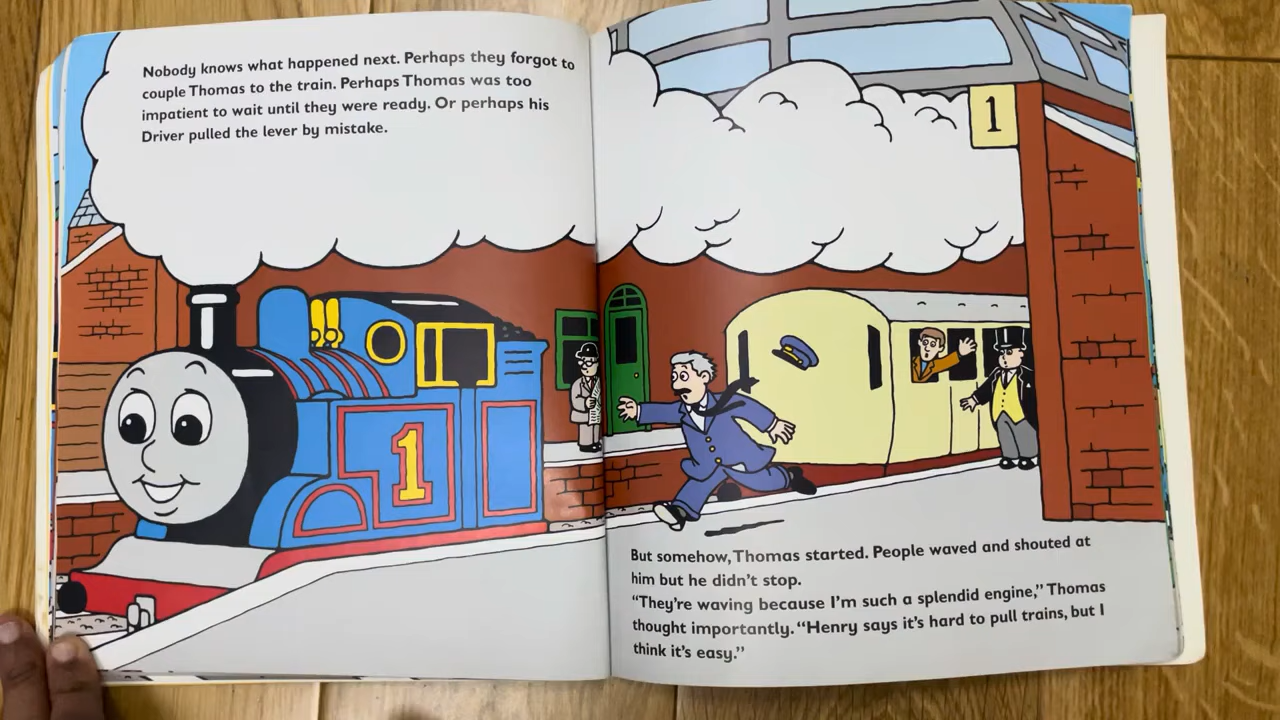 Nobody knows what happened next. Perhaps they forgot to
couple Thomas to the train. Perhaps Thomas was too
impatient to wait until they were ready. Or perhaps his
Driver pulled the lever by mistake.
1
1
But somehow, Thomas started. People waved and shouted at
him but he didn't stop.
“They're waving because I'm such a splendid engine,” Thomas
thought importantly. “Henry says it's hard to pull trains, but I
think it's easy.”